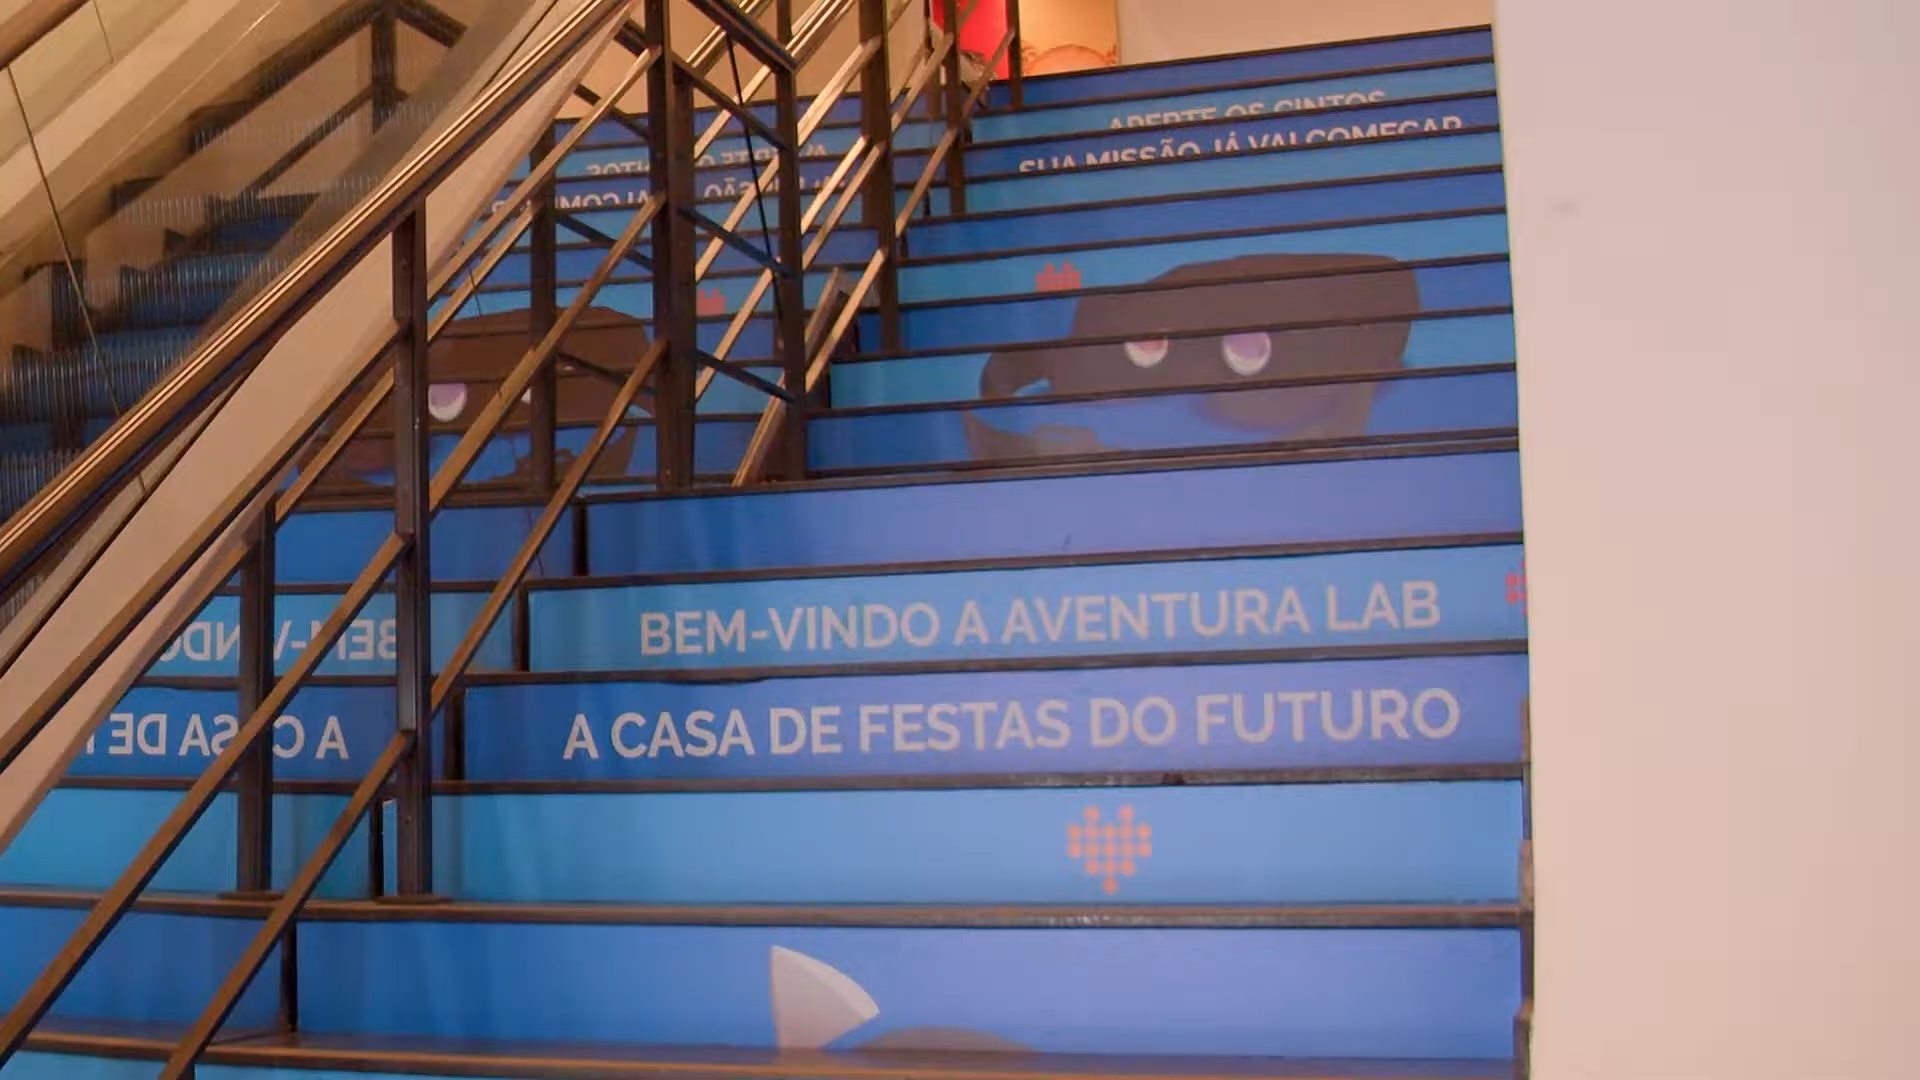 APERTE OS CINTOS
SUA MISSÃO JÁ VAI COMEÇAR
BEM-VINDO A AVENTURA LAB
A CASA DE FESTAS DO FUTURO